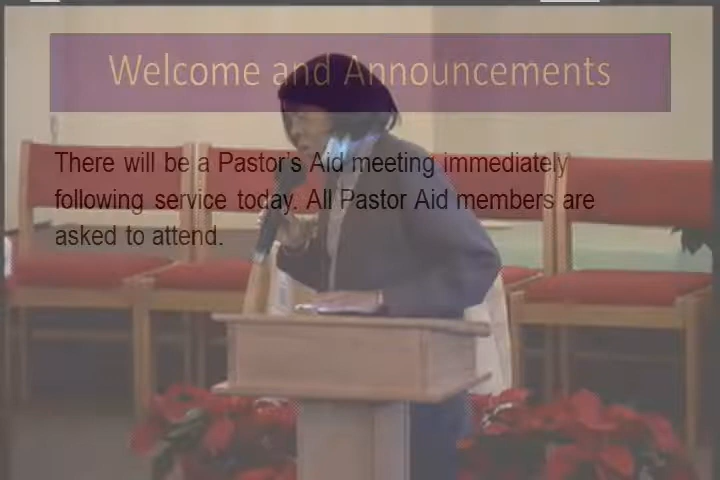 Welcome and Announcements
There will be a Pastor's Aid meeting immediately
following service today. All Pastor Aid members are
asked to attend.